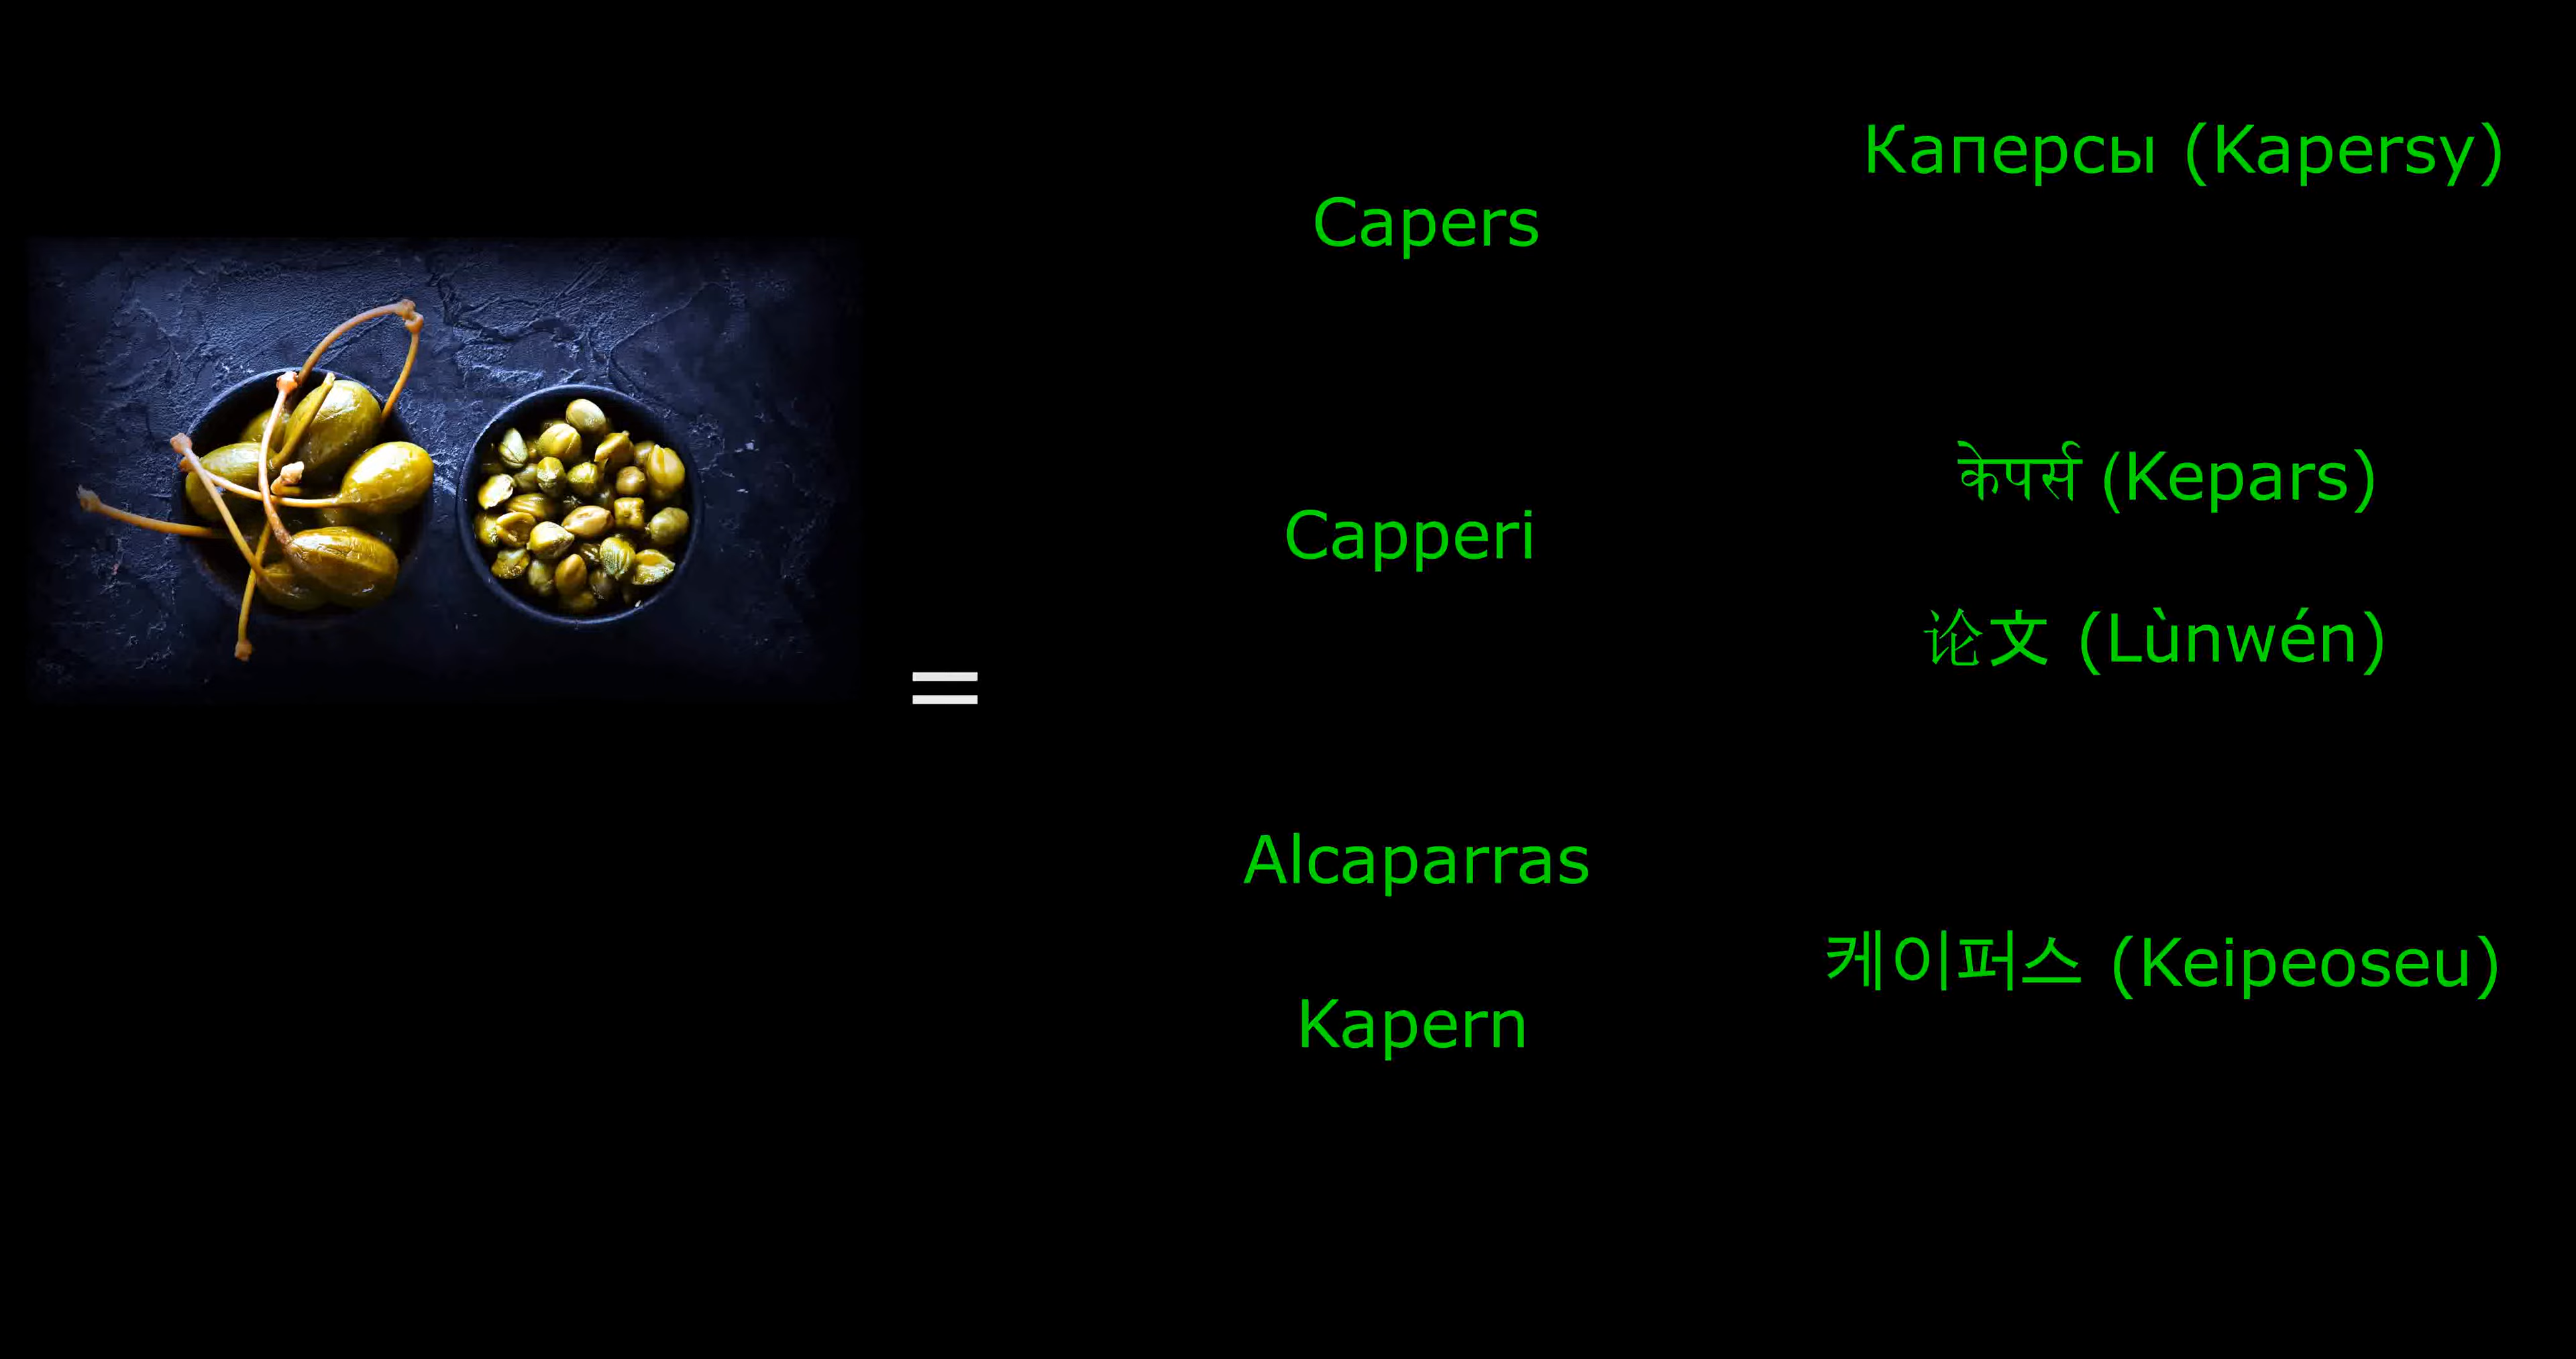 Capers
Capperi
=
Alcaparras
Kapern
Каперсы (Kapersy)
केपर्स (Kepars)
论文 (Lùnwén)
케이퍼스 (Keipeoseu)